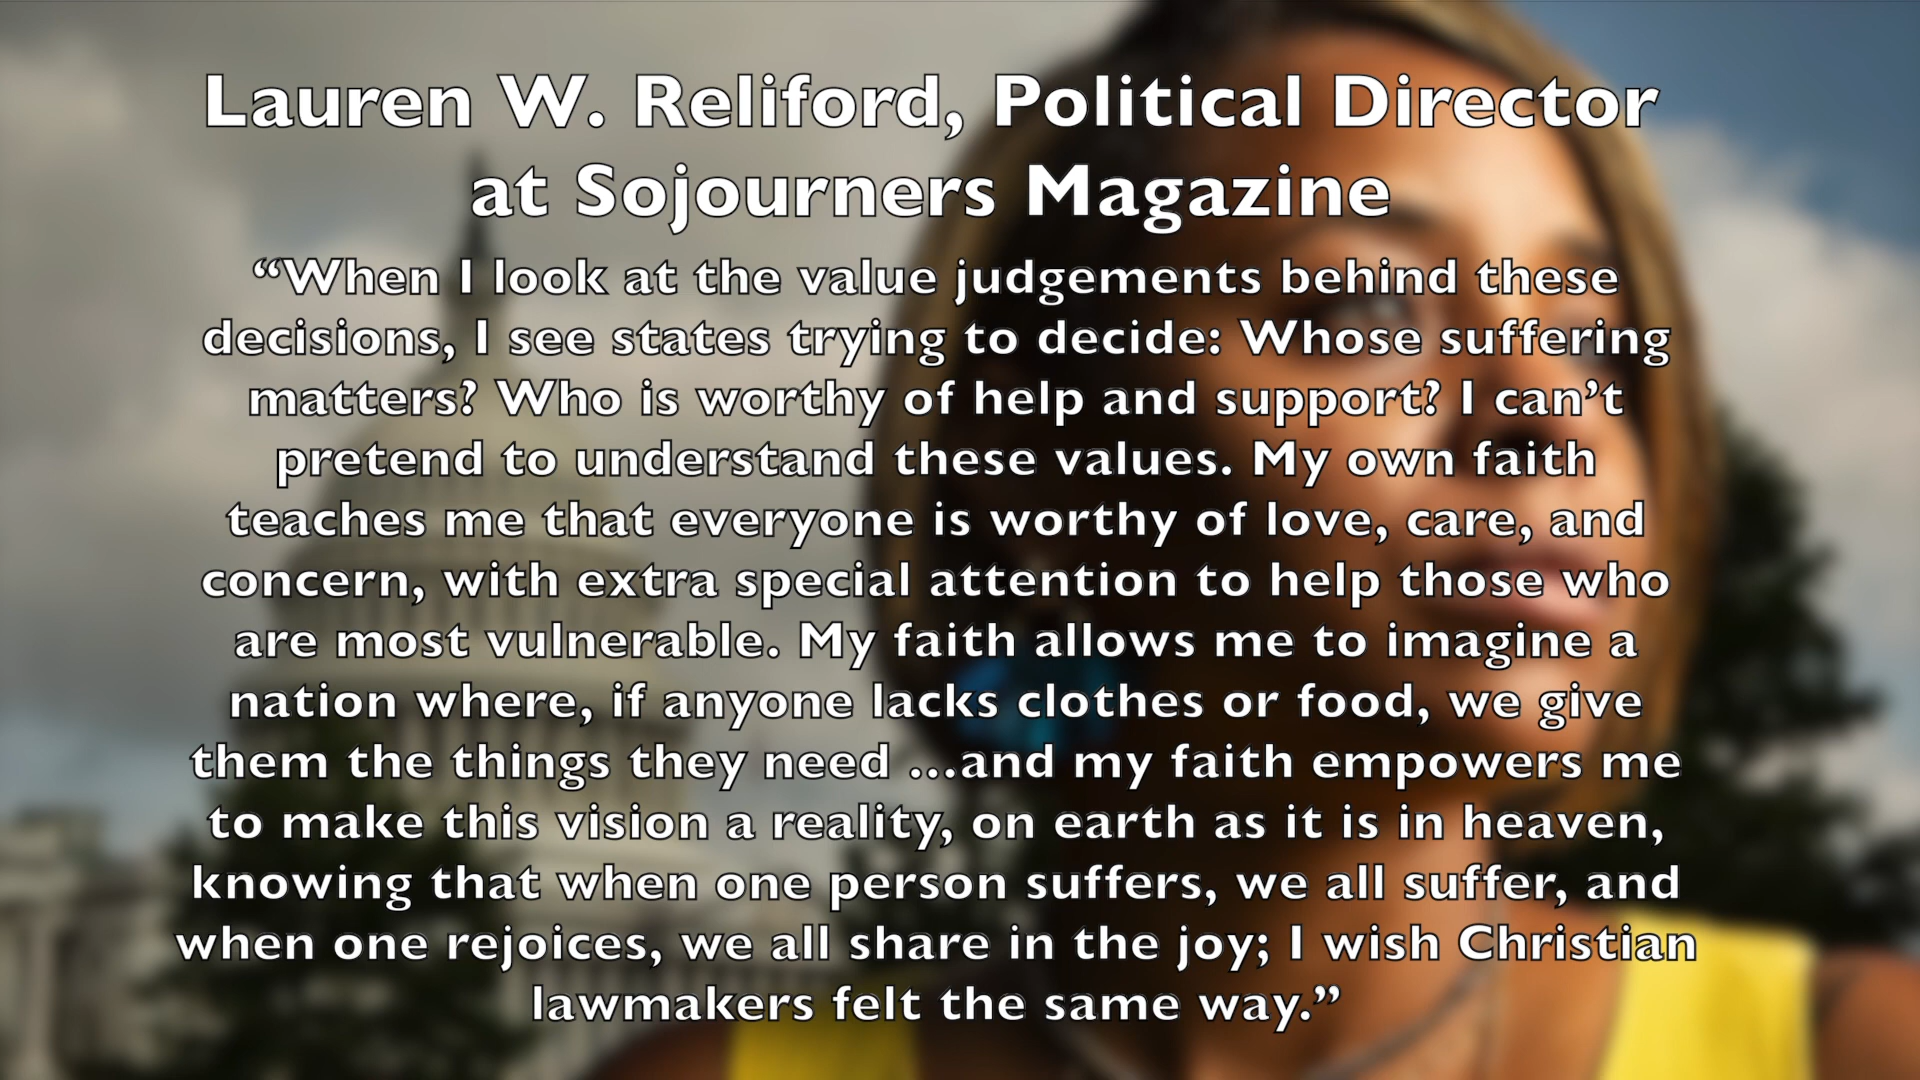 Lauren W. Reliford, Political Director
at Sojourners Magazine
“When I look at the value judgements behind these
decisions, I see states trying to decide: Whose suffering
matters? Who is worthy of help and support? I can’t
pretend to understand these values. My own faith
teaches me that everyone is worthy of love, care, and
concern, with extra special attention to help those who
are most vulnerable. My faith allows me to imagine a
nation where, if anyone lacks clothes or food, we give
them the things they need ...and my faith empowers me
to make this vision a reality, on earth as it is in heaven,
knowing that when one person suffers, we all suffer, and
when one rejoices, we all share in the joy; I wish Christian
lawmakers felt the same way.”